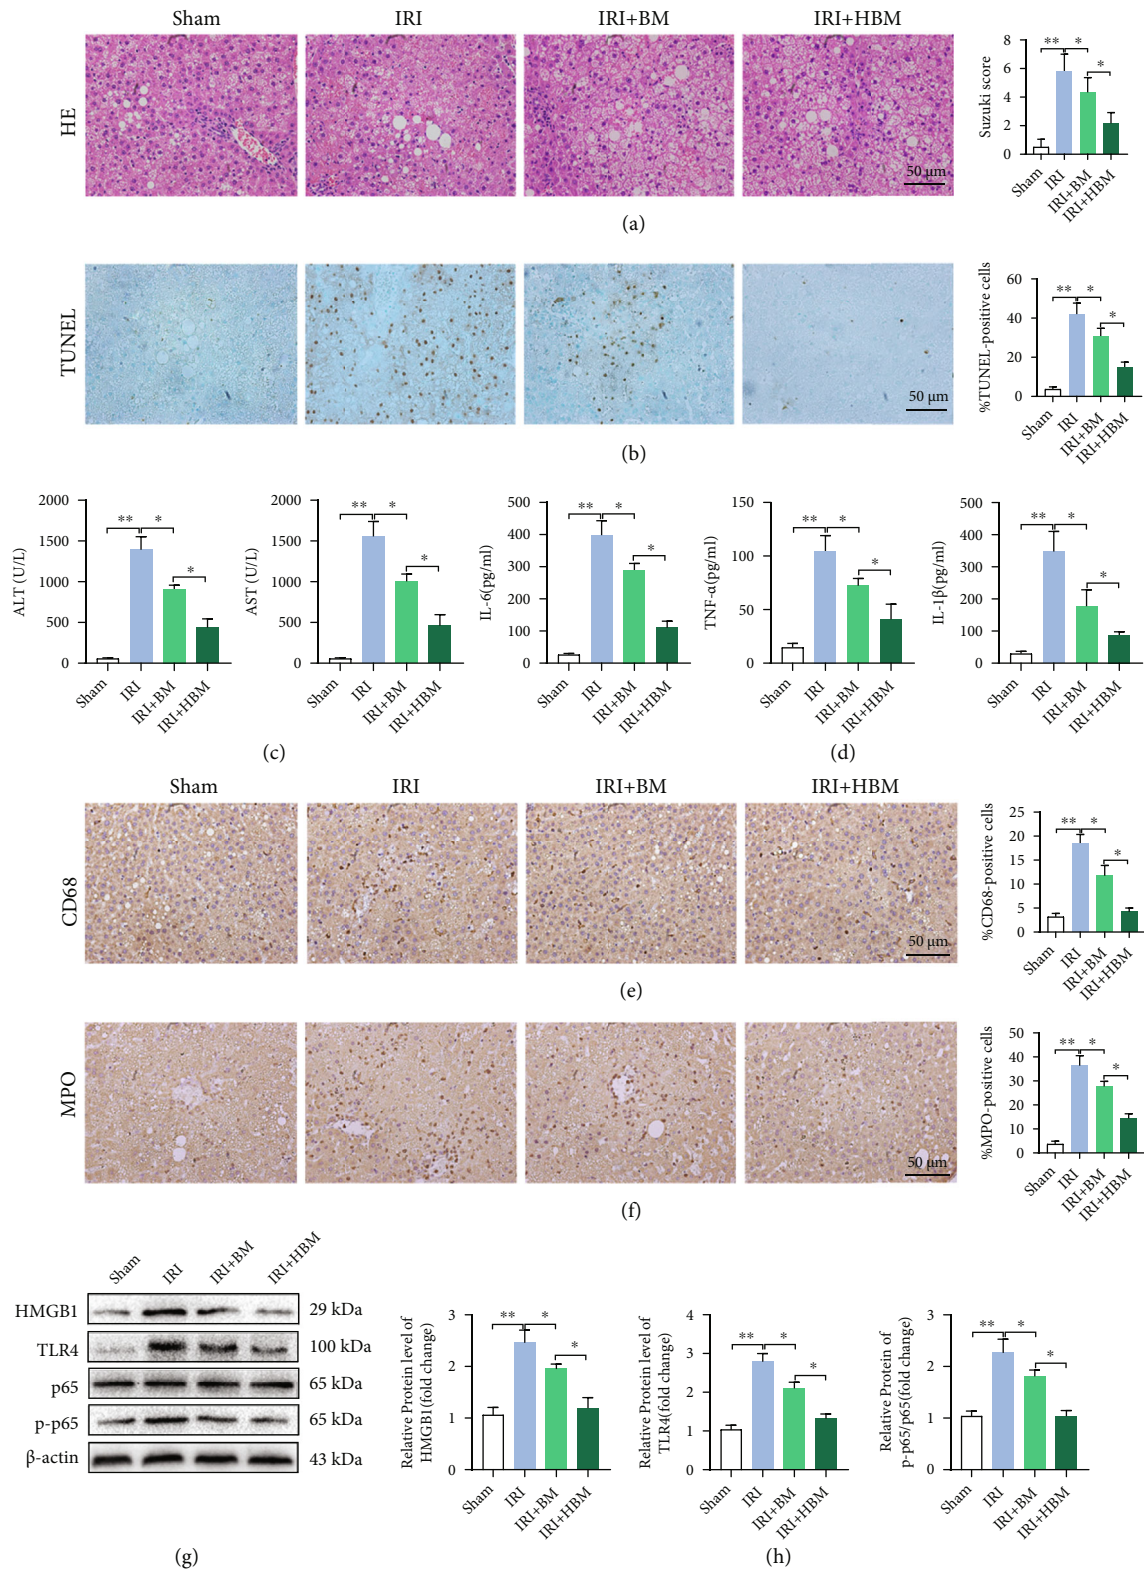 Sham IRI IRI+BM IRI+HBM
HE
50 µm
Suzuki score
8
6
4
2
0
** * *
Sham IRI IRI+BM IRI+HBM
(a)
TUNEL
50 µm
%TUNEL-positive cells
60
40
20
0
** * *
Sham IRI IRI+BM IRI+HBM
(b)
ALT (U/L)
2000
1500
1000
500
0
** * *
Sham IRI IRI+BM IRI+HBM
AST (U/L)
2000
1500
1000
500
0
** * *
Sham IRI IRI+BM IRI+HBM
(c)
IL-6(pg/ml)
500
400
300
200
100
0
** * *
Sham IRI IRI+BM IRI+HBM
TNF-α(pg/ml)
150
100
50
0
** * *
Sham IRI IRI+BM IRI+HBM
IL-1β(pg/ml)
500
400
300
200
100
0
** * *
Sham IRI IRI+BM IRI+HBM
(d)
Sham IRI IRI+BM IRI+HBM
CD68
50 µm
%CD68-positive cells
25
20
15
10
5
0
** * *
Sham IRI IRI+BM IRI+HBM
(e)
MPO
50 µm
%MPO-positive cells
50
40
30
20
10
0
** * *
Sham IRI IRI+BM IRI+HBM
(f)
Sham IRI IRI+BM IRI+HBM
HMGB1 29 kDa
TLR4 100 kDa
p65 65 kDa
p-p65 65 kDa
β-actin 43 kDa
(g)
Relative Protein level of
HMGB1(fold change)
3
2
1
0
** * *
Sham IRI IRI+BM IRI+HBM
Relative Protein level of
TLR4(fold change)
4
3
2
1
0
** * *
Sham IRI IRI+BM IRI+HBM
Relative Protein of
p-p65/p65(fold change)
3
2
1
0
** * *
Sham IRI IRI+BM IRI+HBM
(h)